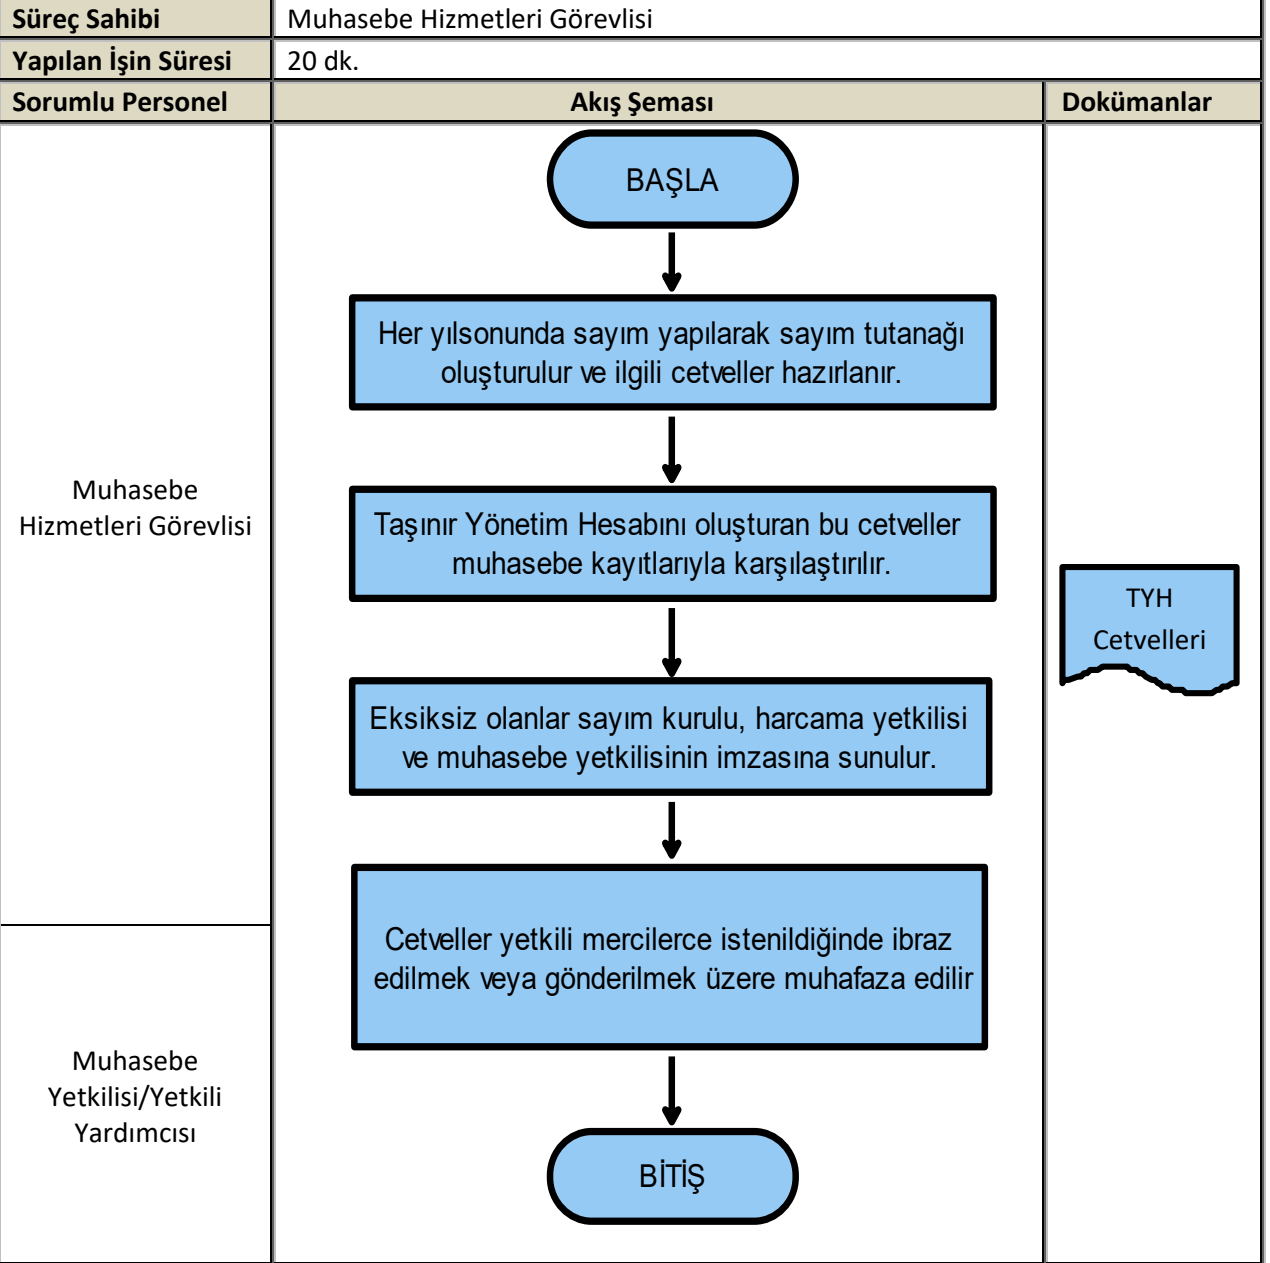 Süreç Sahibi
Muhasebe Hizmetleri Görevlisi
Yapılan İşin Süresi
20 dk.
Sorumlu Personel
Akış Şeması
Dokümanlar
BAŞLA
Her yılsonunda sayım yapılarak sayım tutanağı
oluşturulur ve ilgili cetveller hazırlanır.
Muhasebe
Hizmetleri Görevlisi
Taşınır Yönetim Hesabını oluşturan bu cetveller
muhasebe kayıtlarıyla karşılaştırılır.
TYH
Cetvelleri
Eksiksiz olanlar sayım kurulu, harcama yetkilisi
ve muhasebe yetkilisinin imzasına sunulur.
Cetveller yetkili mercilerce istenildiğinde ibraz
edilmek veya gönderilmek üzere muhafaza edilir
Muhasebe
Yetkilisi/Yetkili
Yardımcısı
BİTİŞ